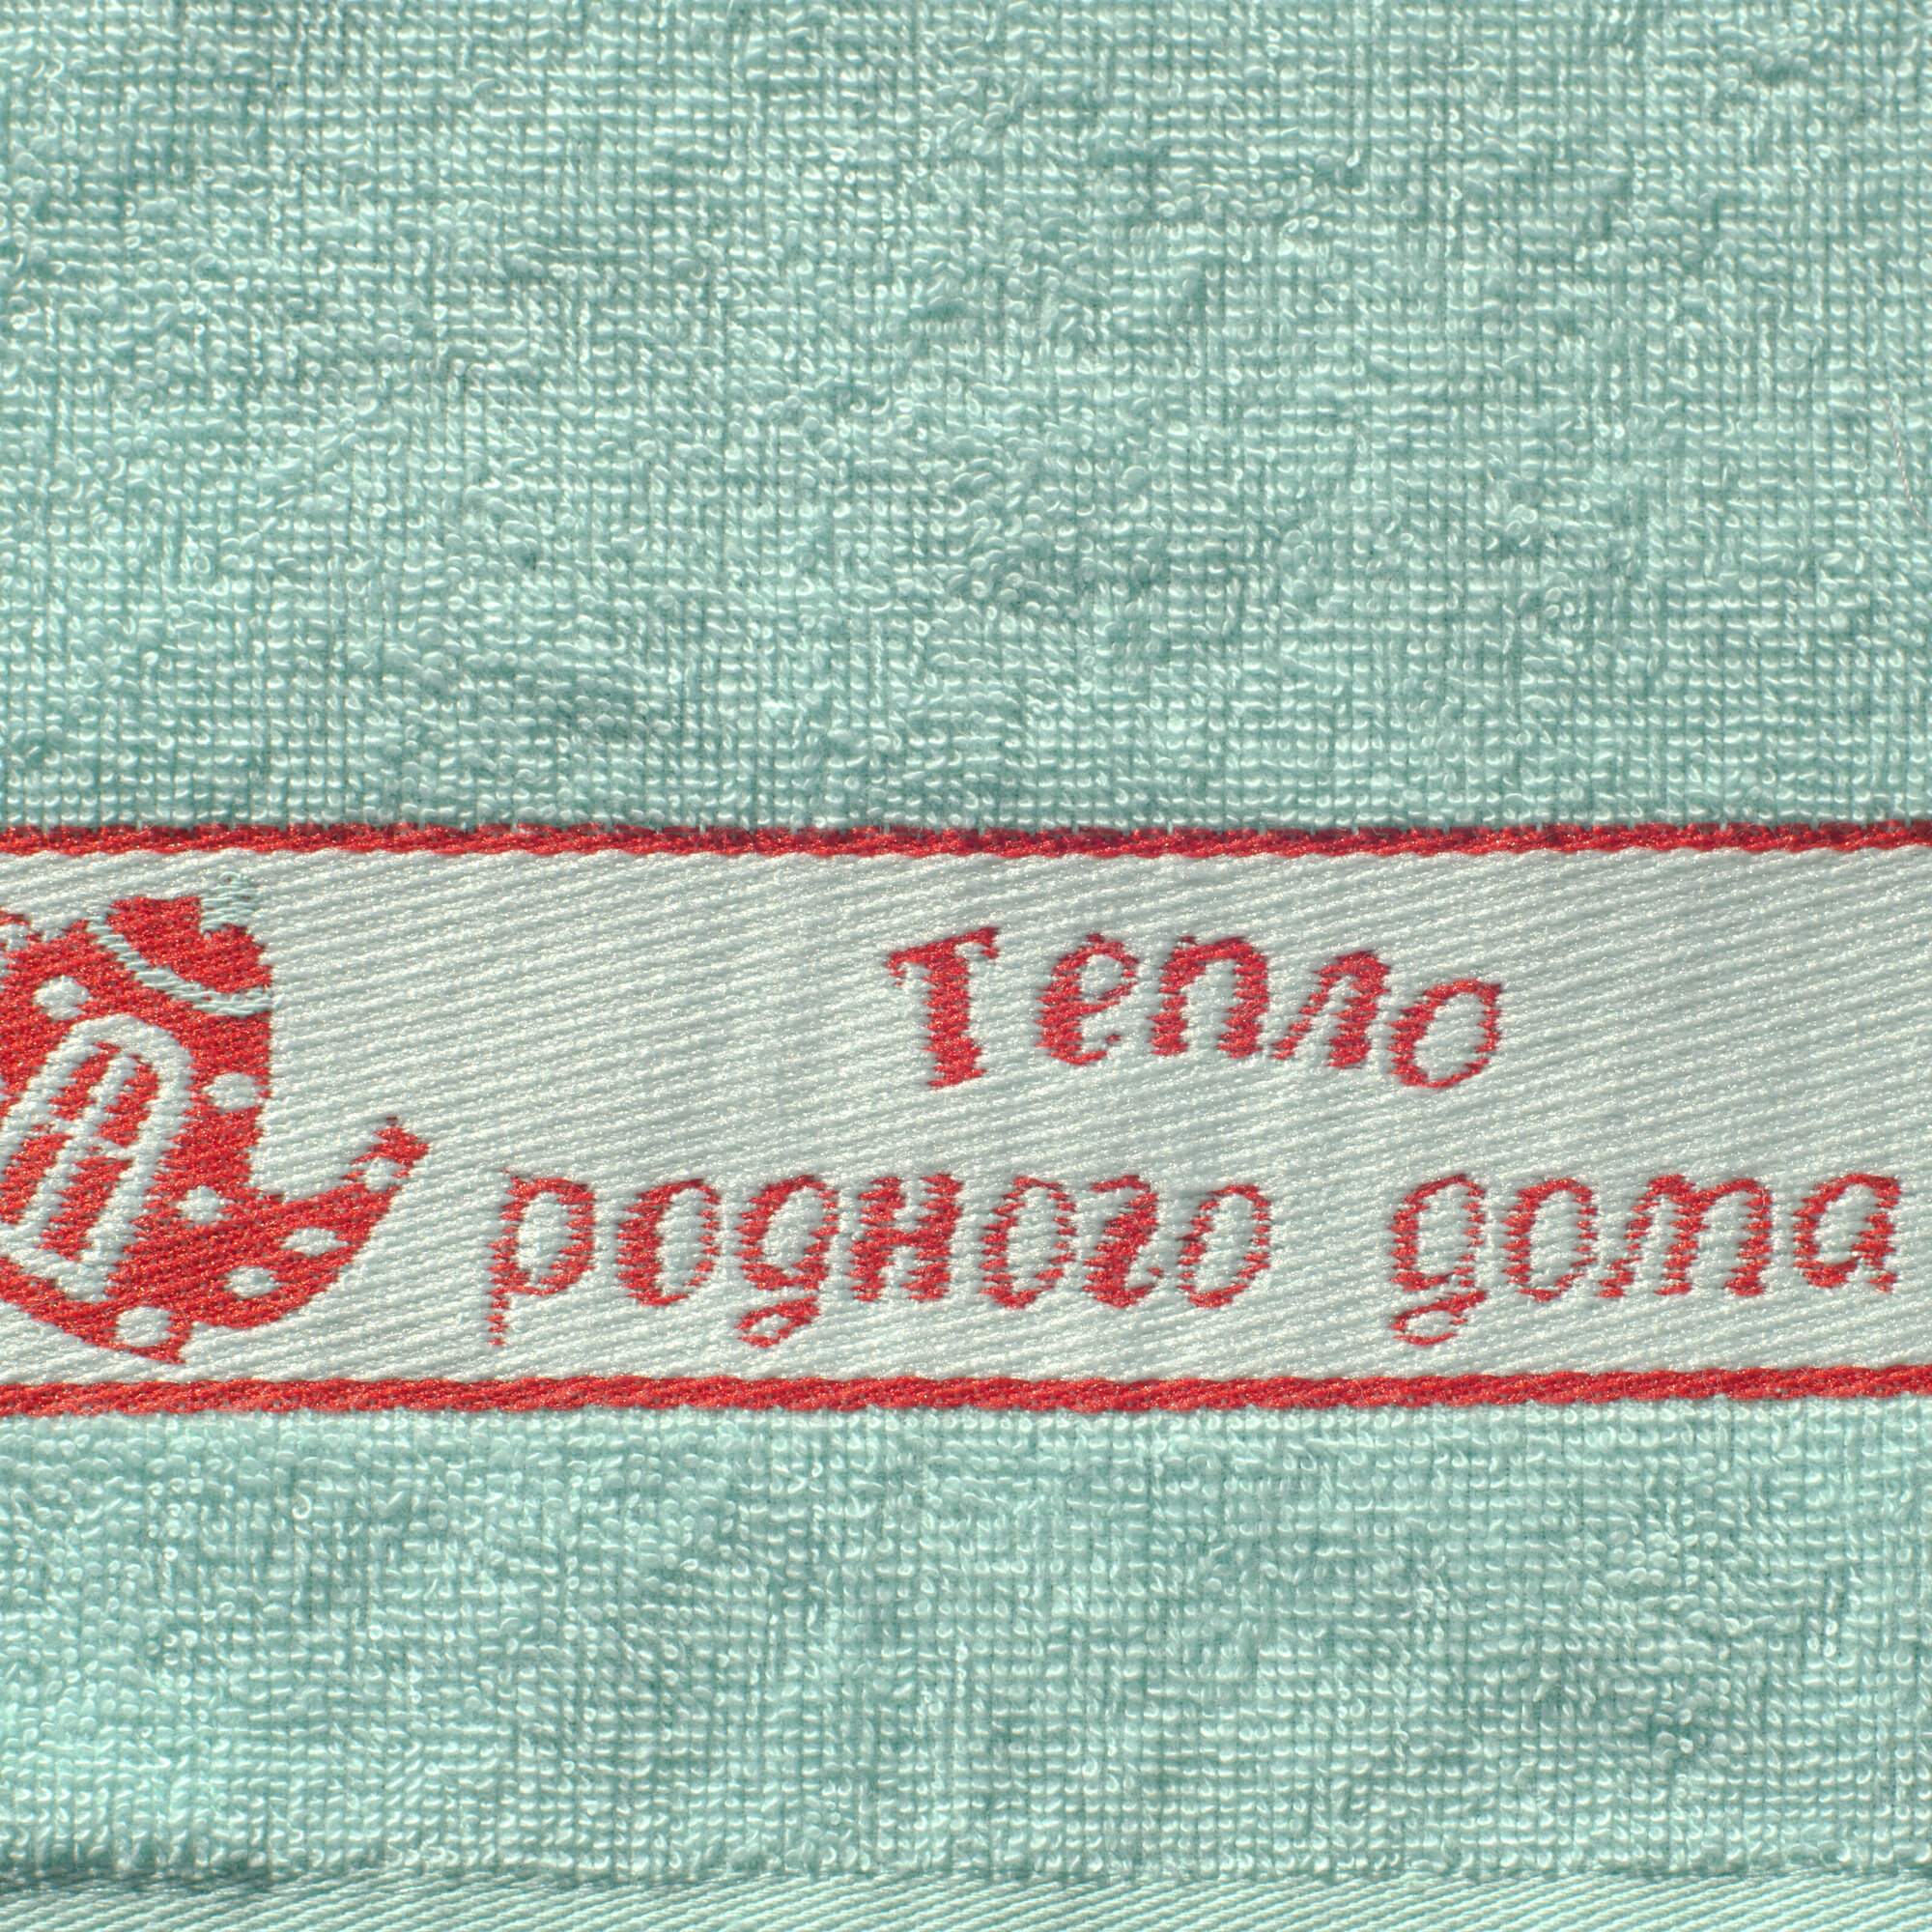 Тепло
родного дома